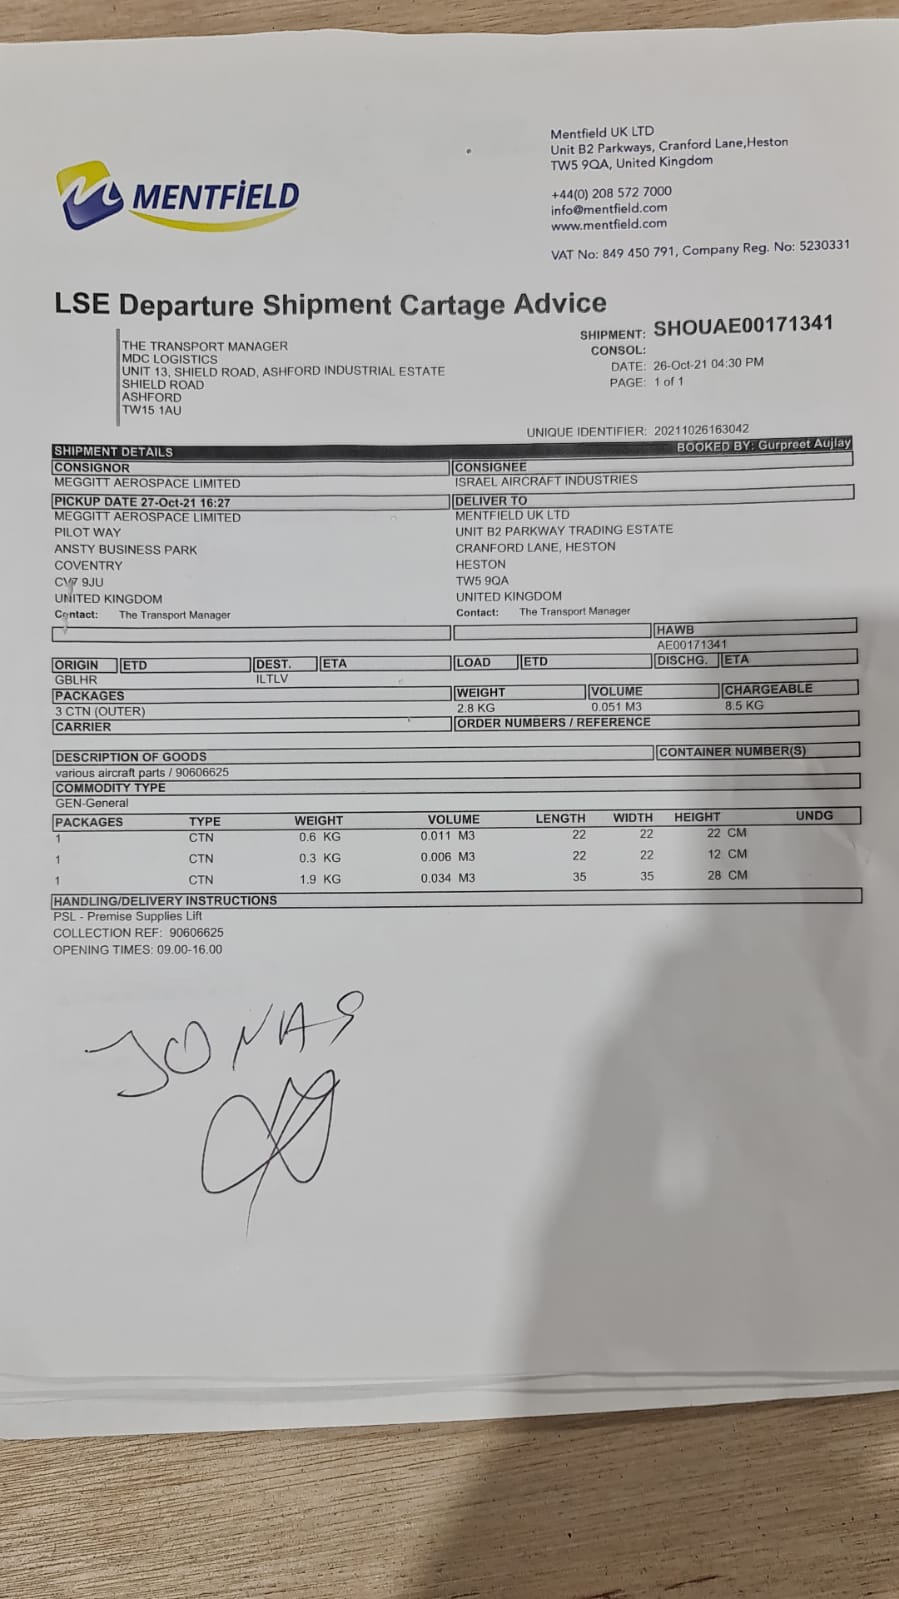 Mentfield UK LTD
Unit B2 Parkways, Cranford Lane,Heston
TW5 9QA, United Kingdom
+44(0) 208 572 7000
info@mentfield.com
www.mentfield.com
VAT No: 849 450 791, Company Reg. No: 5230331
MENTFiELD
LSE Departure Shipment Cartage Advice
THE TRANSPORT MANAGER
MDC LOGISTICS
UNIT 13, SHIELD ROAD, ASHFORD INDUSTRIAL ESTATE
SHIELD ROAD
ASHFORD
TW15 1AU
SHIPMENT: SHOUAE00171341
CONSOL:
DATE: 26-Oct-21 04:30 PM
PAGE: 1 of 1
UNIQUE IDENTIFIER: 20211026163042
SHIPMENT DETAILS BOOKED BY: Gurpreet Aujlay
CONSIGNOR CONSIGNEE
MEGGITT AEROSPACE LIMITED ISRAEL AIRCRAFT INDUSTRIES
PICKUP DATE 27-Oct-21 16:27 DELIVER TO
MEGGITT AEROSPACE LIMITED MENTFIELD UK LTD
PILOT WAY UNIT B2 PARKWAY TRADING ESTATE
ANSTY BUSINESS PARK CRANFORD LANE, HESTON
COVENTRY HESTON
CV7 9JU TW5 9QA
UNITED KINGDOM UNITED KINGDOM
Contact: The Transport Manager Contact: The Transport Manager
HAWB
AE00171341
ORIGIN ETD DEST. ETA LOAD ETD DISCHG. ETA
GBLHR ILTLV
PACKAGES WEIGHT VOLUME CHARGEABLE
3 CTN (OUTER) 2.8 KG 0.051 M3 8.5 KG
CARRIER ORDER NUMBERS / REFERENCE
DESCRIPTION OF GOODS CONTAINER NUMBER(S)
various aircraft parts / 90606625
COMMODITY TYPE
GEN-General
PACKAGES TYPE WEIGHT VOLUME LENGTH WIDTH HEIGHT UNDG
1 CTN 0.6 KG 0.011 M3 22 22 22 CM
1 CTN 0.3 KG 0.006 M3 22 22 12 CM
1 CTN 1.9 KG 0.034 M3 35 35 28 CM
HANDLING/DELIVERY INSTRUCTIONS
PSL - Premise Supplies Lift
COLLECTION REF: 90606625
OPENING TIMES: 09.00-16.00
JONAS